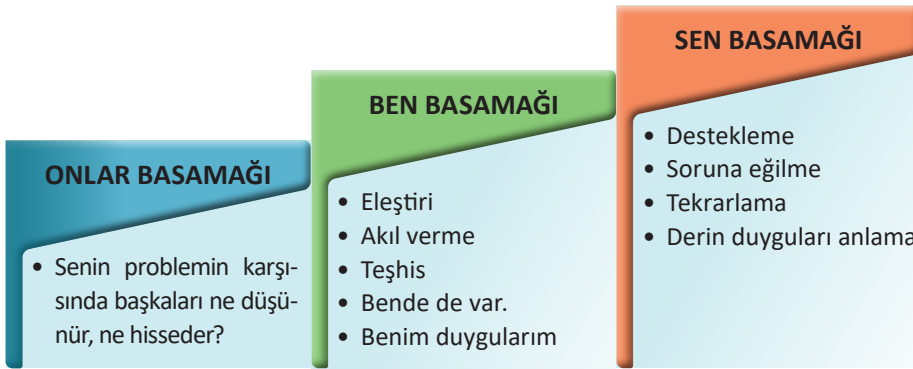 ONLAR BASAMAĞI
• Senin problemin karşı-
sında başkaları ne düşü-
nür, ne hisseder?
BEN BASAMAĞI
• Eleştiri
• Akıl verme
• Teşhis
• Bende de var.
• Benim duygularım
SEN BASAMAĞI
• Destekleme
• Soruna eğilme
• Tekrarlama
• Derin duyguları anlama